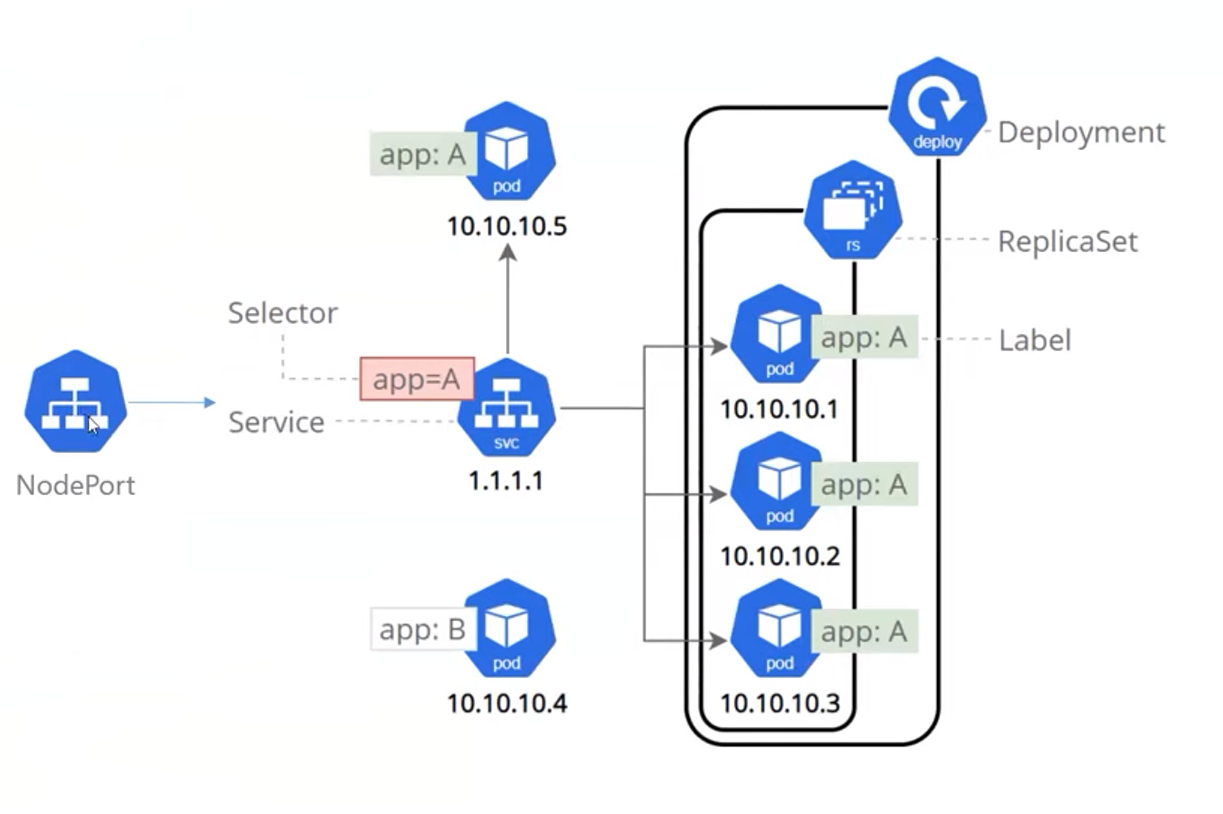 deploy
Deployment
app: A
pod
10.10.10.5
rs
ReplicaSet
Selector
app: A
Label
pod
10.10.10.1
app=A
Service
svc
1.1.1.1
NodePort
app: A
pod
10.10.10.2
app: B
pod
10.10.10.4
app: A
pod
10.10.10.3